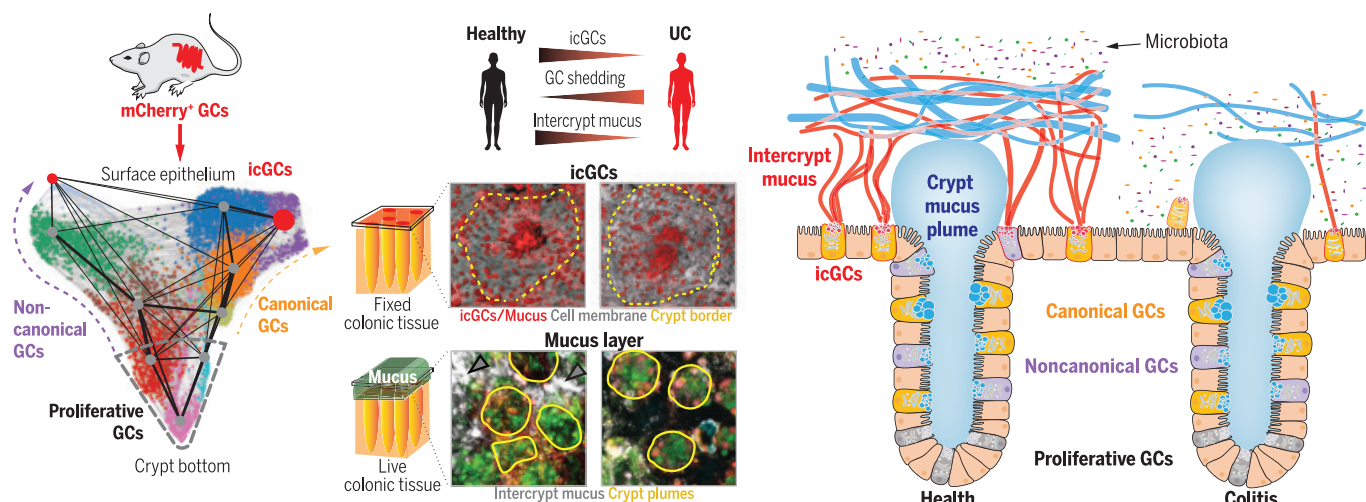 mCherry⁺ GCs
Surface epithelium
icGCs
Non-
canonical
GCs
Canonical
GCs
Proliferative
GCs
Crypt bottom
Healthy
UC
icGCs
GC shedding
Intercrypt mucus
icGCs
Fixed
colonic tissue
icGCs/Mucus Cell membrane Crypt border
Mucus layer
Mucus
Live
colonic tissue
Intercrypt mucus Crypt plumes
Microbiota
Intercrypt
mucus
Crypt
mucus
plume
icGCs
Canonical GCs
Noncanonical GCs
Proliferative GCs
Health
Colitis